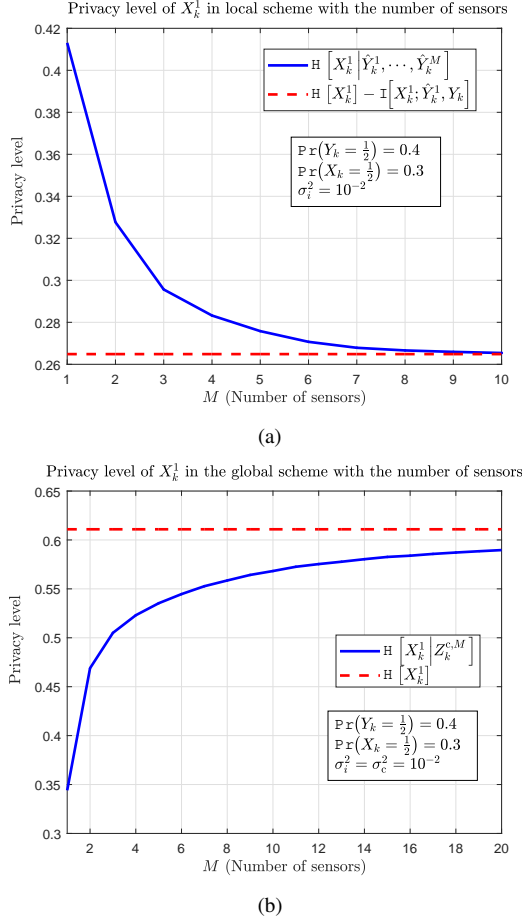 Privacy level of X_k^1 in local scheme with the number of sensors
0.42
0.4
0.38
0.36
0.34
0.32
0.3
0.28
0.26
Privacy level
H [X_k^1 | Ŷ_k^1, ⋯, Ŷ_k^M]
H [X_k^1] − I[X_k^1; Ŷ_k^1, Y_k]
Pr(Y_k = 1/2) = 0.4
Pr(X_k = 1/2) = 0.3
σ_i^2 = 10^−2
1 2 3 4 5 6 7 8 9 10
M (Number of sensors)
(a)
Privacy level of X_k^1 in the global scheme with the number of sensors
0.65
0.6
0.55
0.5
0.45
0.4
0.35
0.3
Privacy level
H [X_k^1 | Z_k^{c,M}]
H [X_k^1]
Pr(Y_k = 1/2) = 0.4
Pr(X_k = 1/2) = 0.3
σ_i^2 = σ_c^2 = 10^−2
2 4 6 8 10 12 14 16 18 20
M (Number of sensors)
(b)